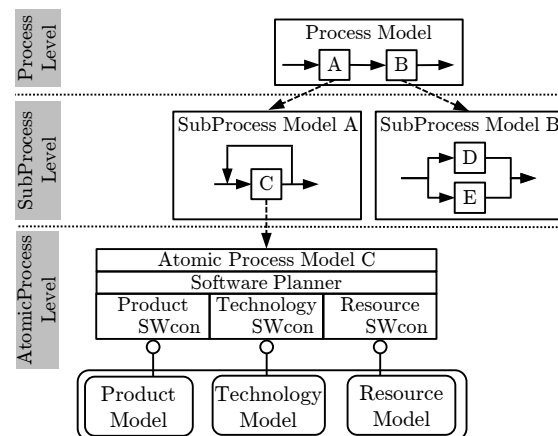 Process
Level
Process Model
A
B
SubProcess
Level
SubProcess Model A
C
SubProcess Model B
D
E
AtomicProcess
Level
Atomic Process Model C
Software Planner
Product
SWcon
Technology
SWcon
Resource
SWcon
Product
Model
Technology
Model
Resource
Model